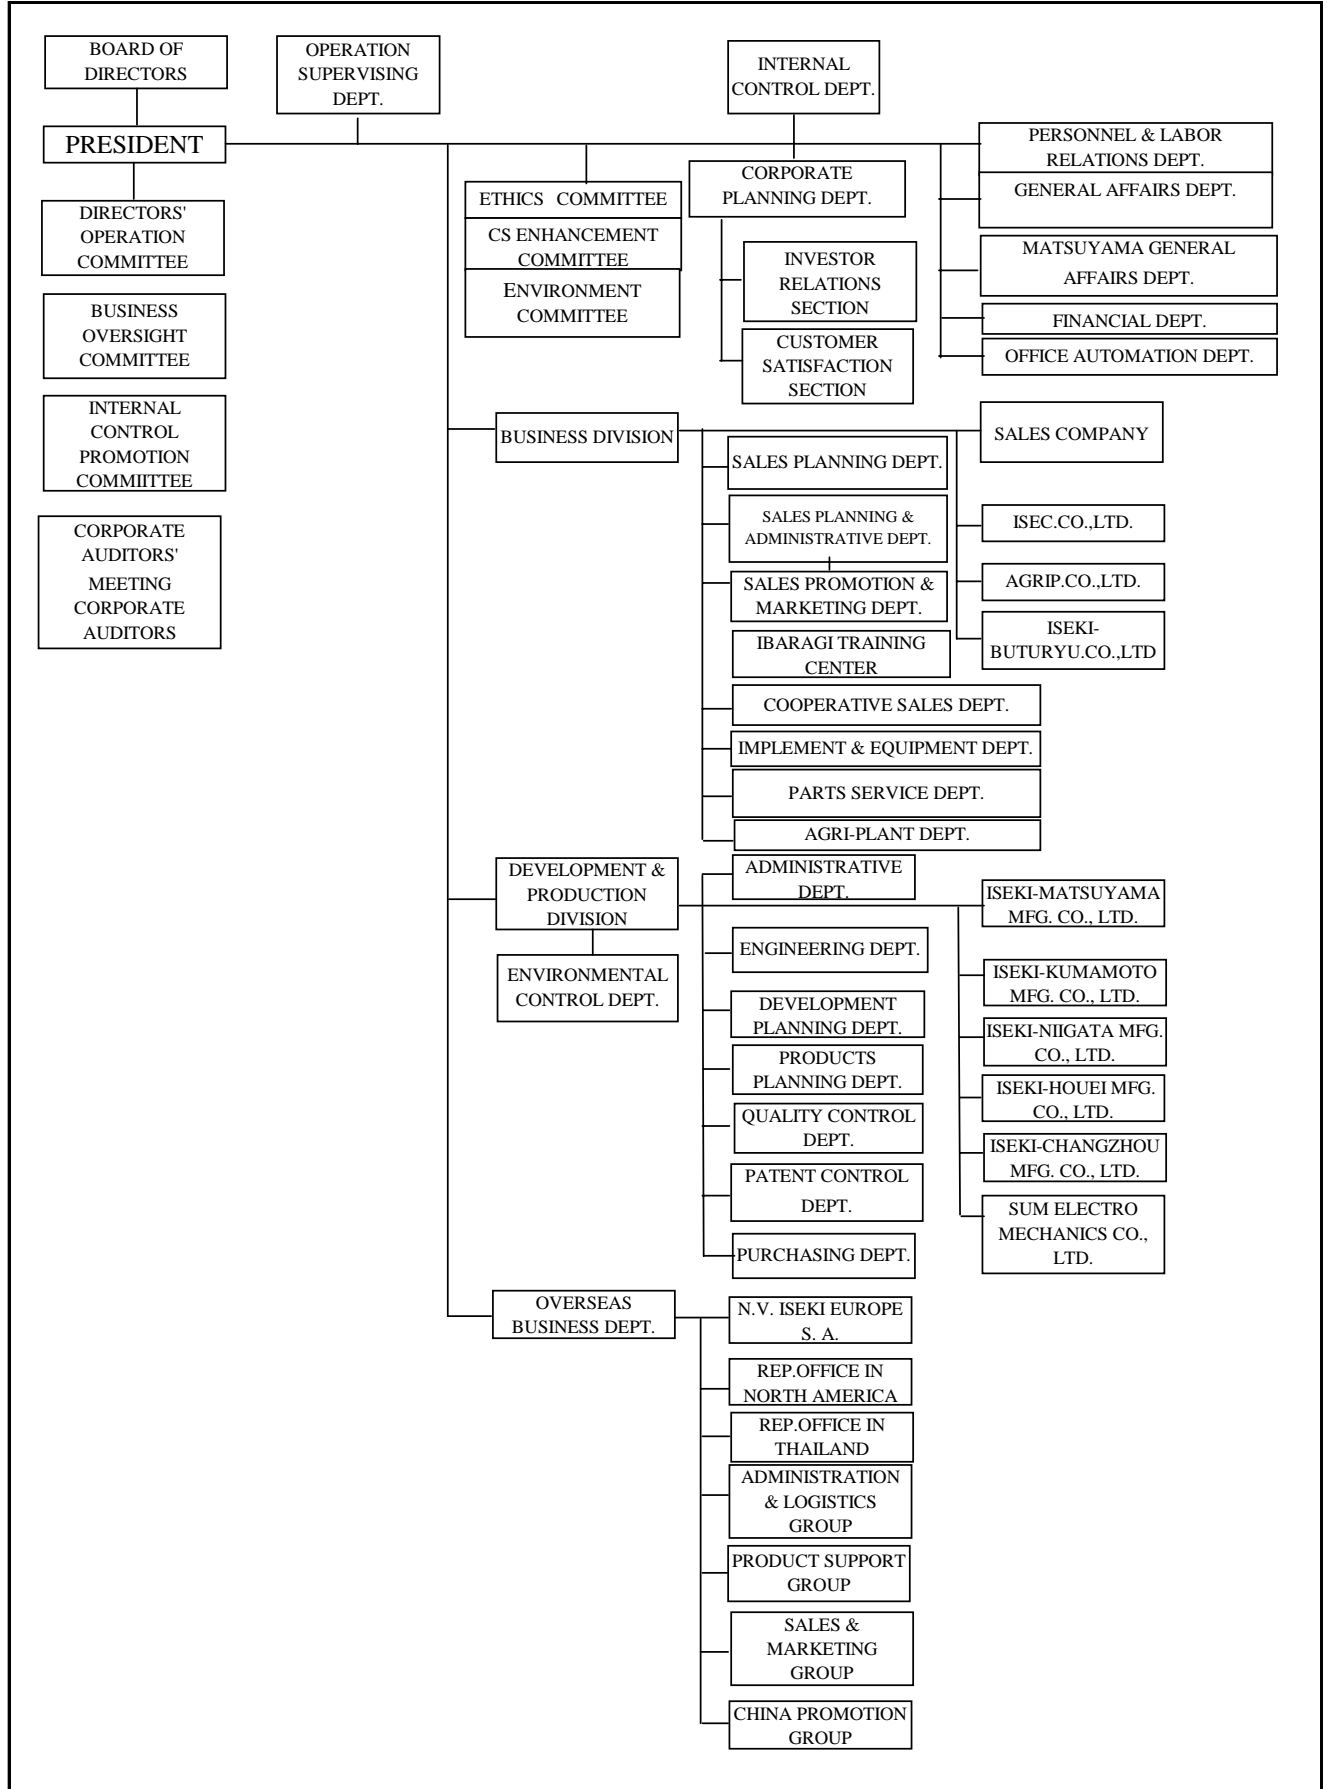 BOARD OF
DIRECTORS
OPERATION
SUPERVISING
DEPT.
INTERNAL
CONTROL DEPT.
PRESIDENT
PERSONNEL & LABOR
RELATIONS DEPT.
GENERAL AFFAIRS DEPT.
MATSUYAMA GENERAL
AFFAIRS DEPT.
FINANCIAL DEPT.
OFFICE AUTOMATION DEPT.
DIRECTORS'
OPERATION
COMMITTEE
BUSINESS
OVERSIGHT
COMMITTEE
INTERNAL
CONTROL
PROMOTION
COMMIITTEE
CORPORATE
AUDITORS'
MEETING
CORPORATE
AUDITORS
ETHICS COMMITTEE
CS ENHANCEMENT
COMMITTEE
ENVIRONMENT
COMMITTEE
CORPORATE
PLANNING DEPT.
INVESTOR
RELATIONS
SECTION
CUSTOMER
SATISFACTION
SECTION
BUSINESS DIVISION
SALES PLANNING DEPT.
SALES PLANNING &
ADMINISTRATIVE DEPT.
SALES PROMOTION &
MARKETING DEPT.
IBARAGI TRAINING
CENTER
COOPERATIVE SALES DEPT.
IMPLEMENT & EQUIPMENT DEPT.
PARTS SERVICE DEPT.
AGRI-PLANT DEPT.
SALES COMPANY
ISEC.CO.,LTD.
AGRIP.CO.,LTD.
ISEKI-
BUTURYU.CO.,LTD
DEVELOPMENT &
PRODUCTION
DIVISION
ENVIRONMENTAL
CONTROL DEPT.
ADMINISTRATIVE
DEPT.
ENGINEERING DEPT.
DEVELOPMENT
PLANNING DEPT.
PRODUCTS
PLANNING DEPT.
QUALITY CONTROL
DEPT.
PATENT CONTROL
DEPT.
PURCHASING DEPT.
ISEKI-MATSUYAMA
MFG. CO., LTD.
ISEKI-KUMAMOTO
MFG. CO., LTD.
ISEKI-NIIGATA MFG.
CO., LTD.
ISEKI-HOUEI MFG.
CO., LTD.
ISEKI-CHANGZHOU
MFG. CO., LTD.
SUM ELECTRO
MECHANICS CO.,
LTD.
OVERSEAS
BUSINESS DEPT.
N.V. ISEKI EUROPE
S. A.
REP.OFFICE IN
NORTH AMERICA
REP.OFFICE IN
THAILAND
ADMINISTRATION
& LOGISTICS
GROUP
PRODUCT SUPPORT
GROUP
SALES &
MARKETING
GROUP
CHINA PROMOTION
GROUP